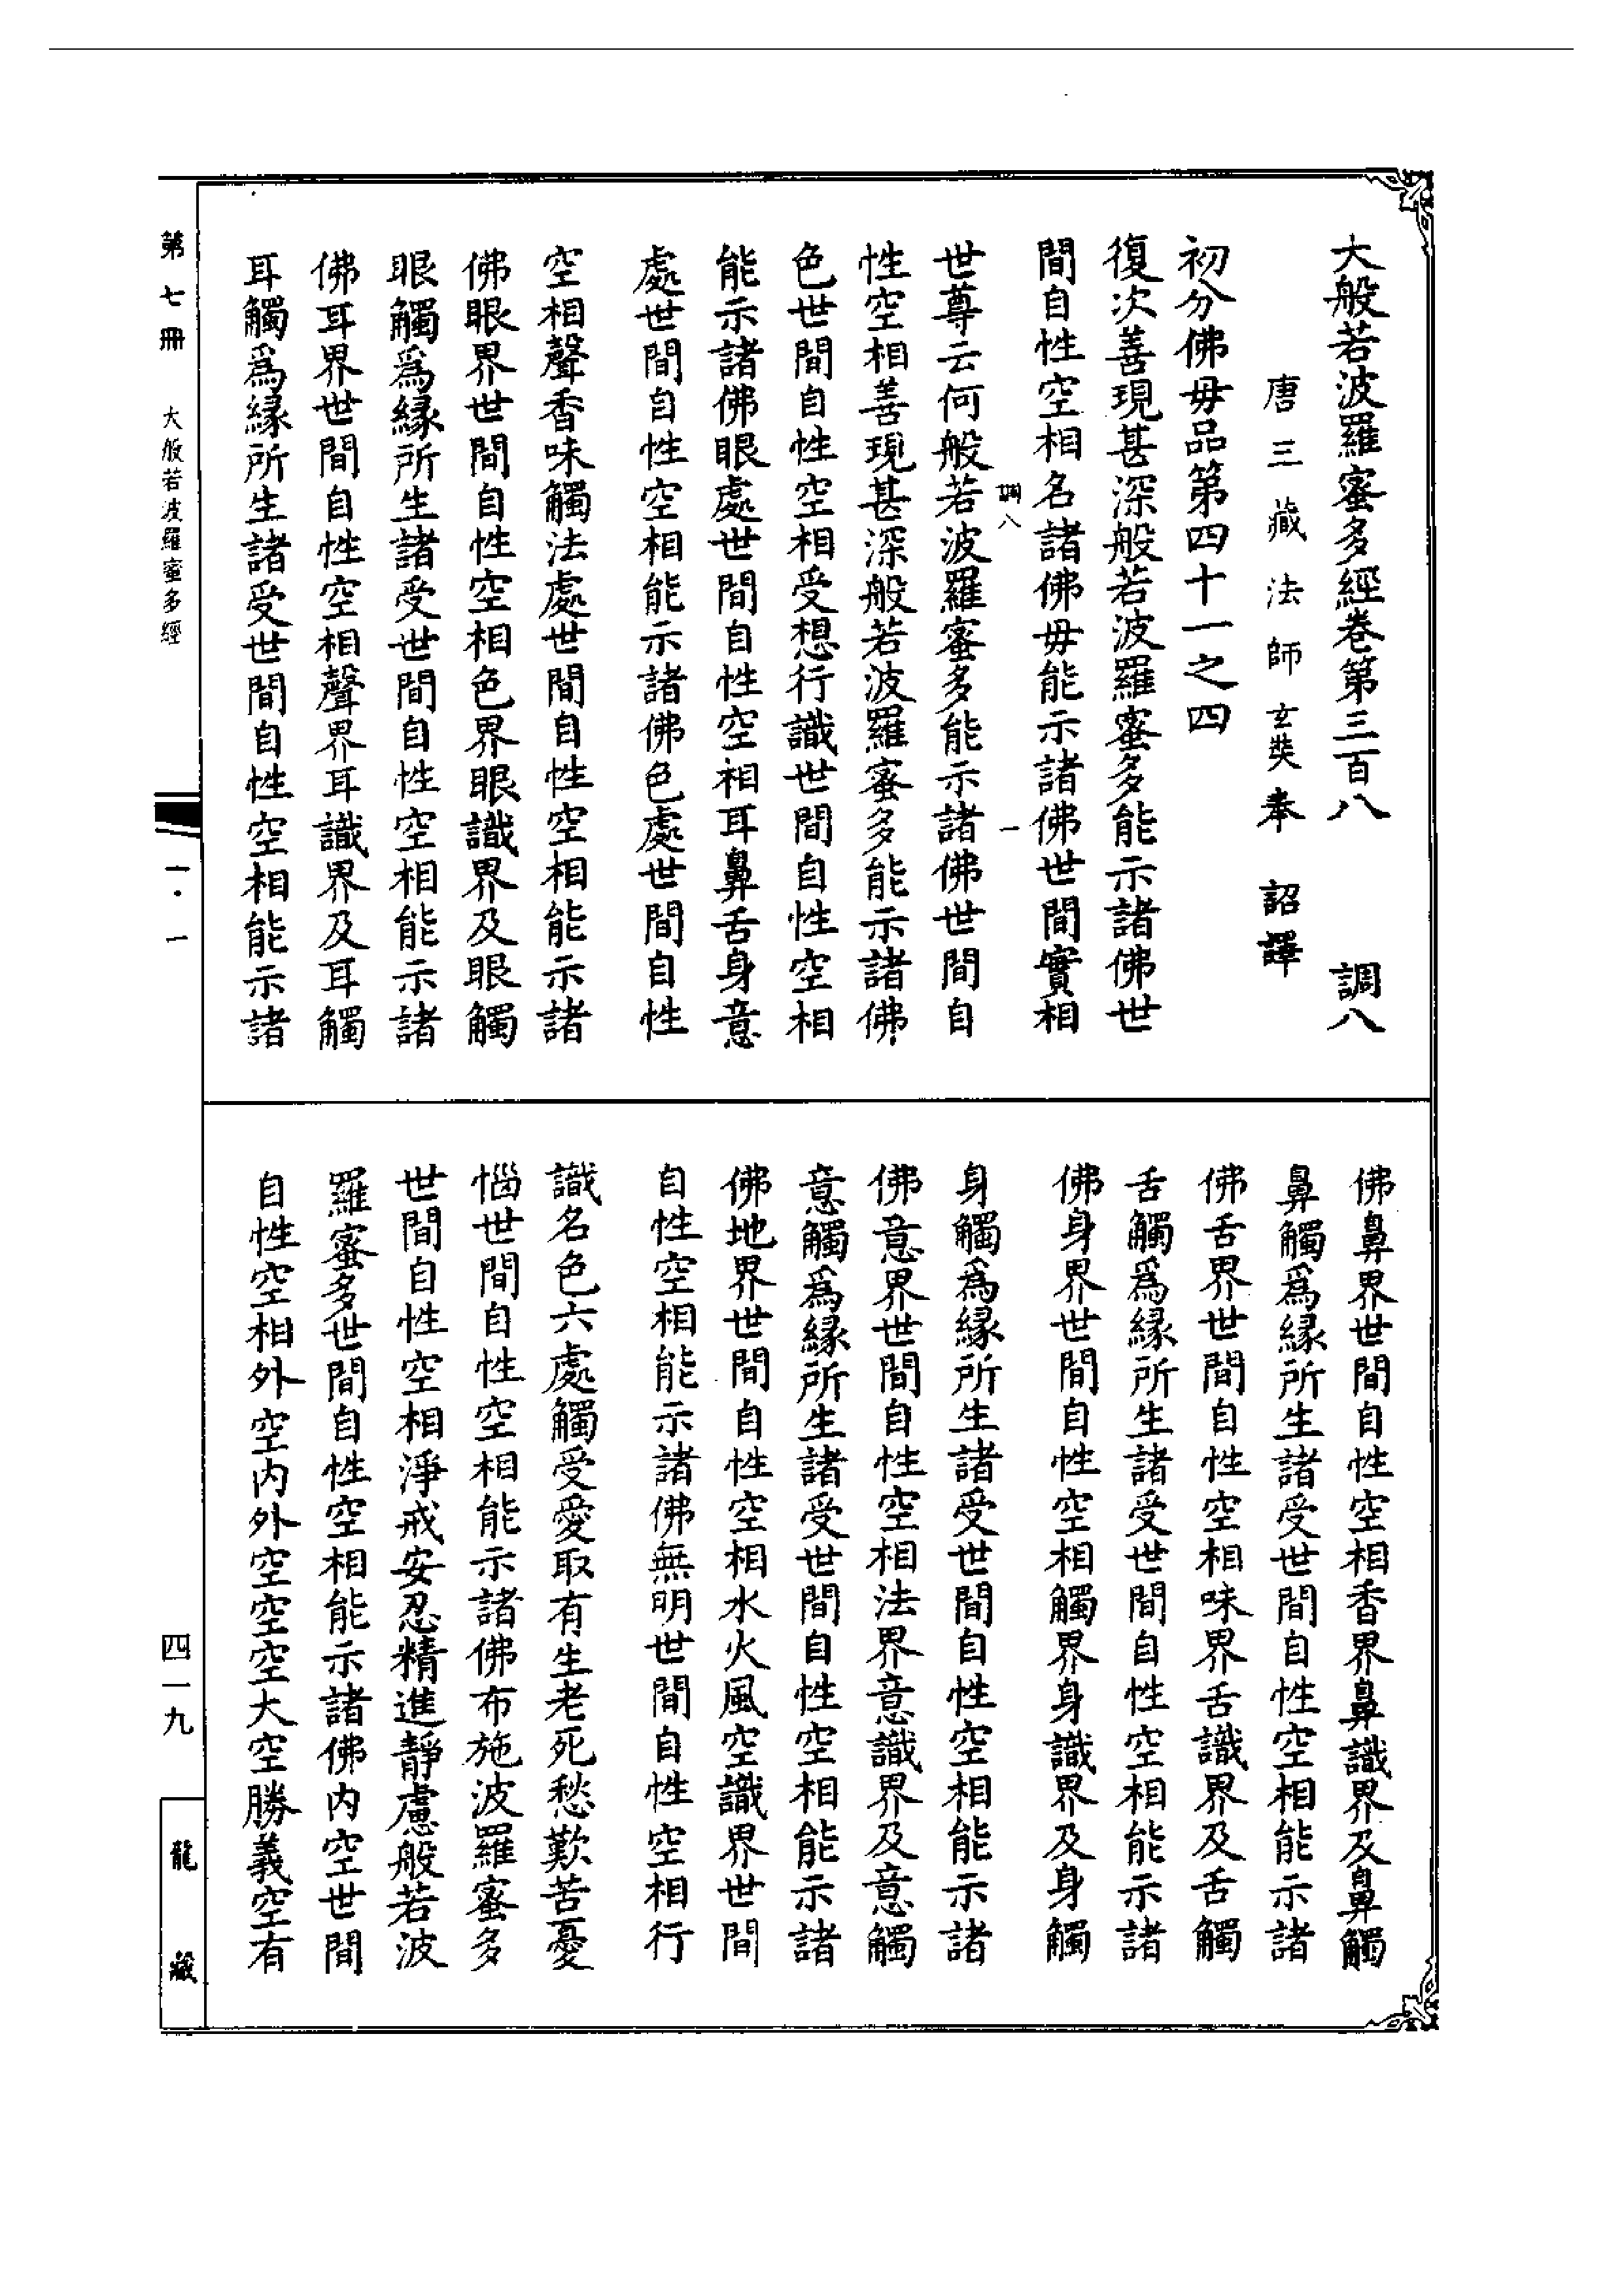 大般若波羅蜜多經卷第三百八 調八
唐三藏法師玄奘奉 詔譯
初分佛毋品第四十一之四
復次善現甚深般若波羅蜜多能示諸佛世
間自性空相名諸佛毋能示諸佛世間實相
調八 一
世尊云何般若波羅蜜多能示諸佛世間自
性空相善現甚深般若波羅蜜多能示諸佛
色世間自性空相受想行識世間自性空相
能示諸佛眼處世間自性空相耳鼻舌身意
處世間自性空相能示諸佛色處世間自性
空相聲香味觸法處世間自性空相能示諸
佛眼界世間自性空相色界眼識界及眼觸
眼觸爲緣所生諸受世間自性空相能示諸
佛耳界世間自性空相聲界耳識界及耳觸
耳觸爲緣所生諸受世間自性空相能示諸
佛鼻界世間自性空相香界鼻識界及鼻觸
鼻觸爲緣所生諸受世間自性空相能示諸
佛舌界世間自性空相味界舌識界及舌觸
舌觸爲緣所生諸受世間自性空相能示諸
佛身界世間自性空相觸界身識界及身觸
身觸爲緣所生諸受世間自性空相能示諸
佛意界世間自性空相法界意識界及意觸
意觸爲緣所生諸受世間自性空相能示諸
佛地界世間自性空相水火風空識界世間
自性空相能示諸佛無明世間自性空相行
識名色六處觸受愛取有生老死愁歎苦憂
惱世間自性空相能示諸佛布施波羅蜜多
世間自性空相淨戒安忍精進靜慮般若波
羅蜜多世間自性空相能示諸佛內空世間
自性空相外空內外空空空大空勝義空有
第七冊 大般若波羅蜜多經
一·一
四一九
龍藏